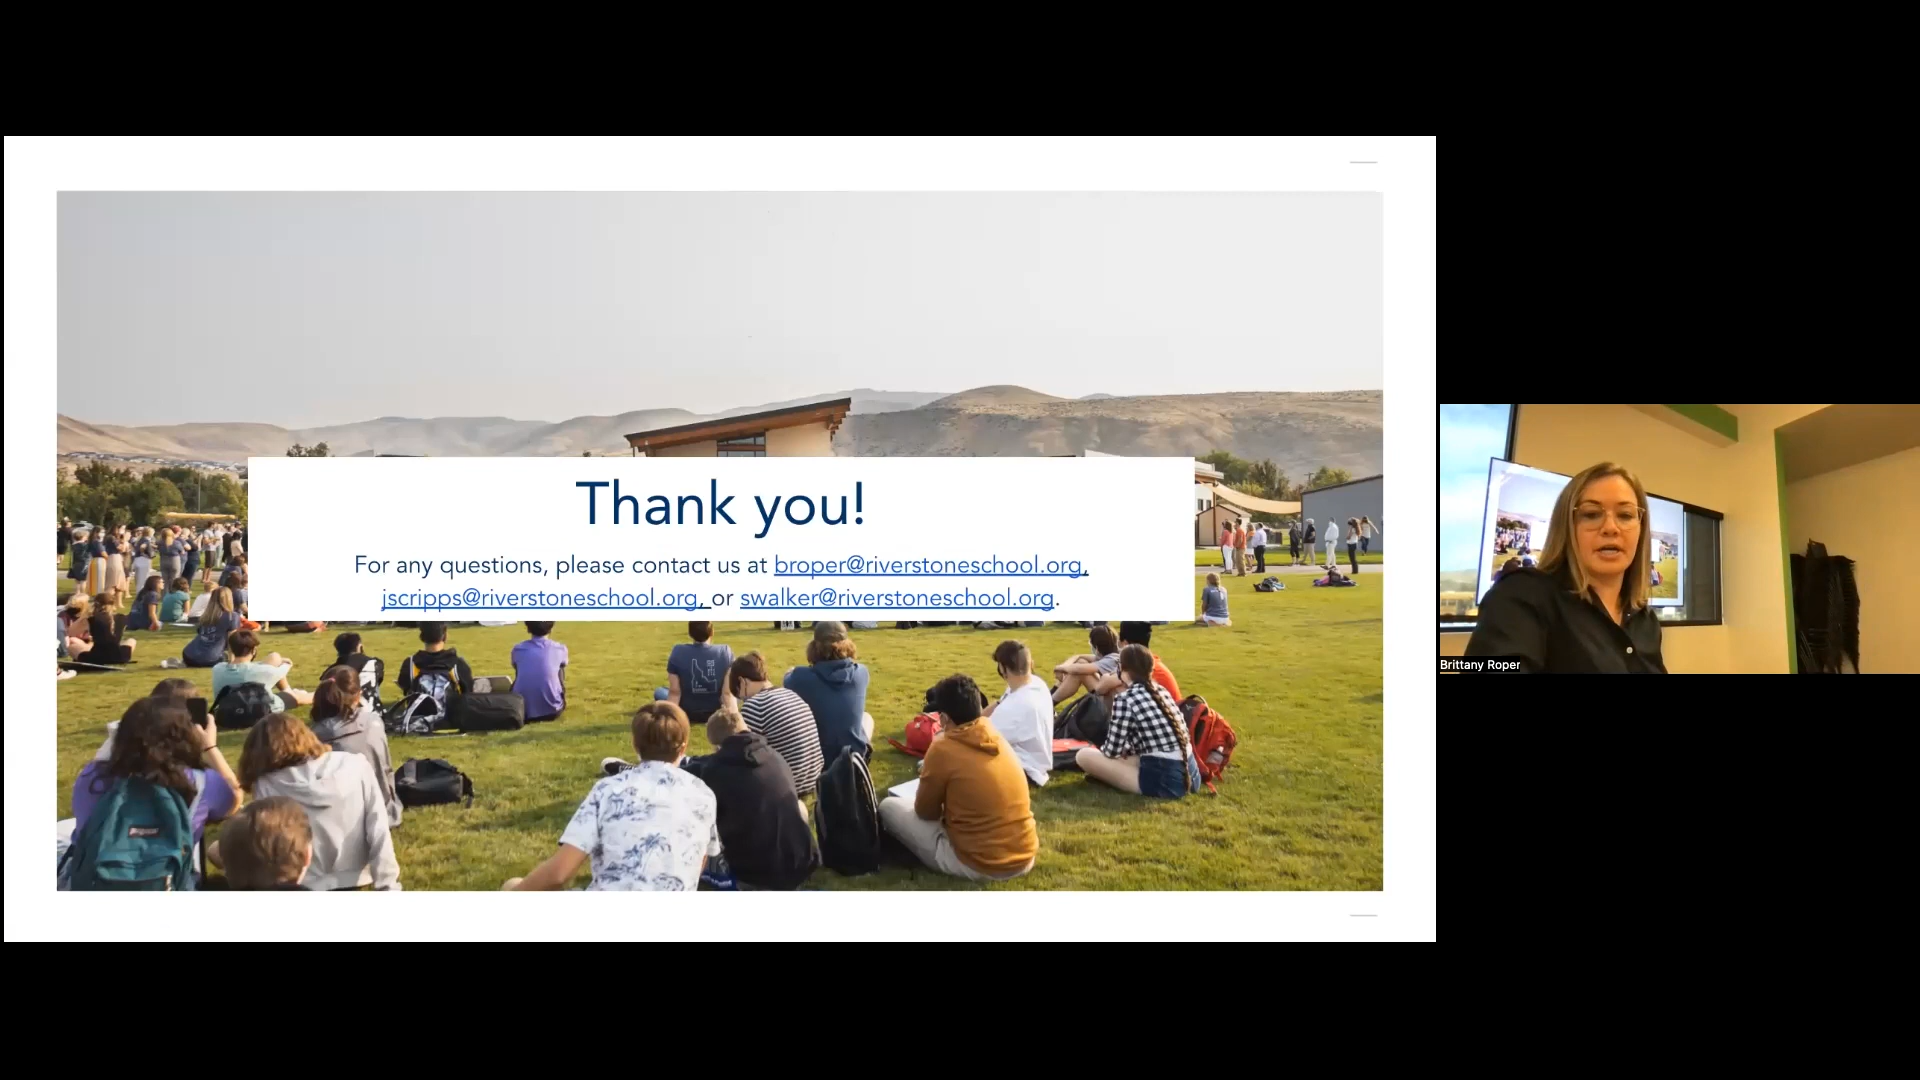 Thank you!
For any questions, please contact us at broper@riverstoneschool.org,
jscripps@riverstoneschool.org, or swalker@riverstoneschool.org.
Brittany Roper